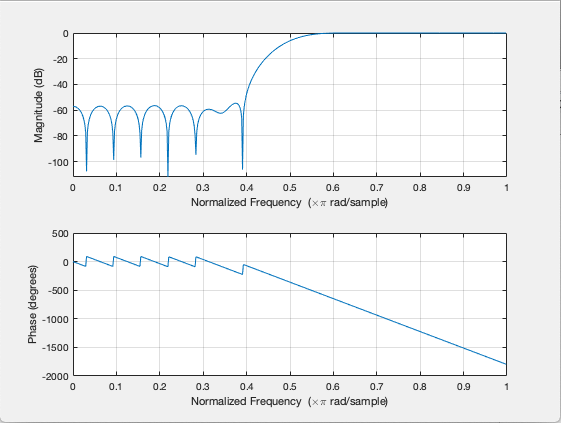 0
-20
-40
-60
-80
-100
Magnitude (dB)
0 0.1 0.2 0.3 0.4 0.5 0.6 0.7 0.8 0.9 1
Normalized Frequency (×π rad/sample)
500
0
-500
-1000
-1500
-2000
Phase (degrees)
0 0.1 0.2 0.3 0.4 0.5 0.6 0.7 0.8 0.9 1
Normalized Frequency (×π rad/sample)